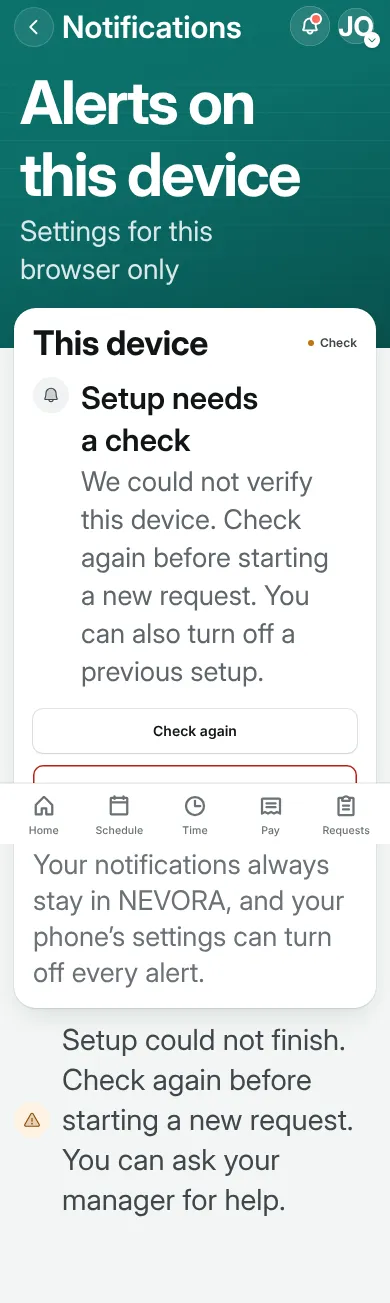 Notifications
JO
Alerts on
this device
Settings for this
browser only
This device
Check
Setup needs
a check
We could not verify
this device. Check
again before starting
a new request. You
can also turn off a
previous setup.
Check again
Home
Schedule
Time
Pay
Requests
Your notifications always
stay in NEVORA, and your
phone’s settings can turn
off every alert.
Setup could not finish.
Check again before
starting a new request.
You can ask your
manager for help.